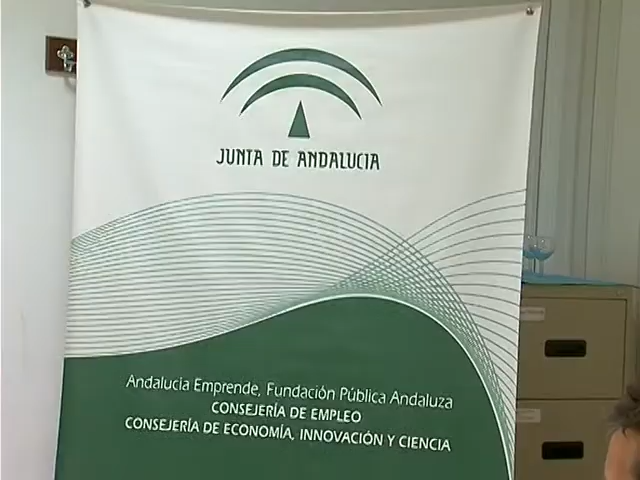 JUNTA DE ANDALUCIA
Andalucía Emprende, Fundación Pública Andaluza
CONSEJERÍA DE EMPLEO
CONSEJERÍA DE ECONOMÍA, INNOVACIÓN Y CIENCIA